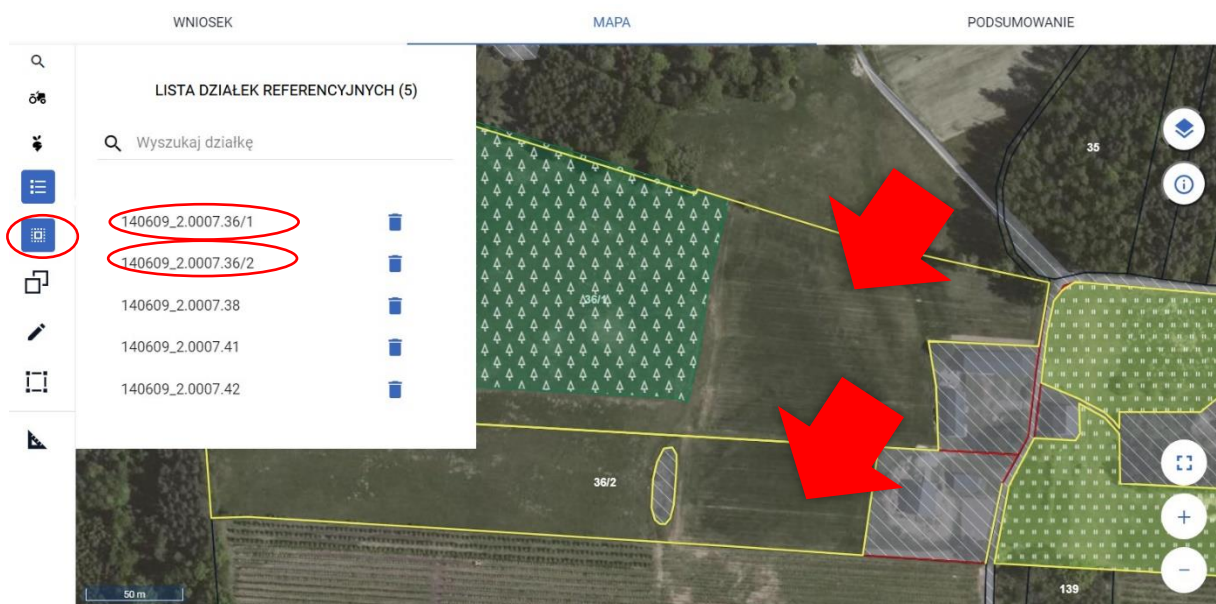 WNIOSEK
MAPA
PODSUMOWANIE
LISTA DZIAŁEK REFERENCYJNYCH (5)
Wyszukaj działkę
140609_2.0007.36/1
140609_2.0007.36/2
140609_2.0007.38
140609_2.0007.41
140609_2.0007.42
35
36/1
36/2
139
50 m